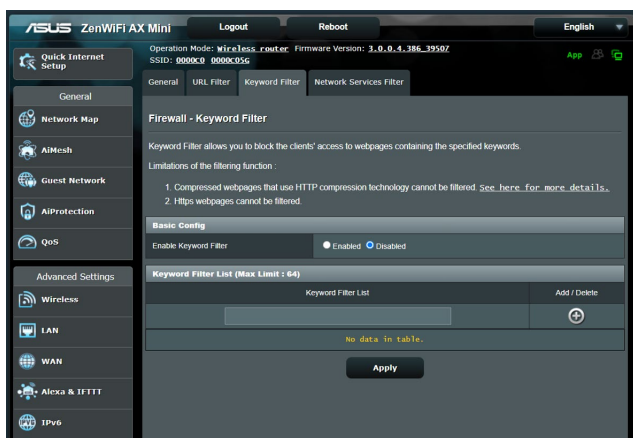 ASUS ZenWiFi AX Mini Logout Reboot English
Quick Internet Setup
Operation Mode: Wireless router Firmware Version: 3.0.0.4.386_39507
SSID: 0000C0 0000C05G
App
General URL Filter Keyword Filter Network Services Filter
General
Network Map
AiMesh
Guest Network
AiProtection
QoS
Advanced Settings
Wireless
LAN
WAN
Alexa & IFTTT
IPv6
Firewall - Keyword Filter
Keyword Filter allows you to block the clients' access to webpages containing the specified keywords.
Limitations of the filtering function :
1. Compressed webpages that use HTTP compression technology cannot be filtered. See here for more details.
2. Https webpages cannot be filtered.
Basic Config
Enable Keyword Filter Enabled Disabled
Keyword Filter List (Max Limit : 64)
Keyword Filter List Add / Delete
No data in table.
Apply